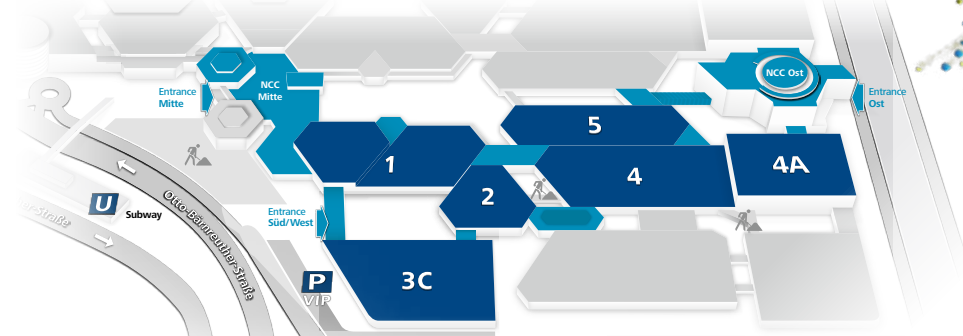 NCC Ost
NCC
Mitte
Entrance
Mitte
Entrance
Ost
5
1
4
4A
2
U
Subway
Otto-Bärnreuther-Straße
er-Straße
Entrance
Süd/West
3C
P
VIP